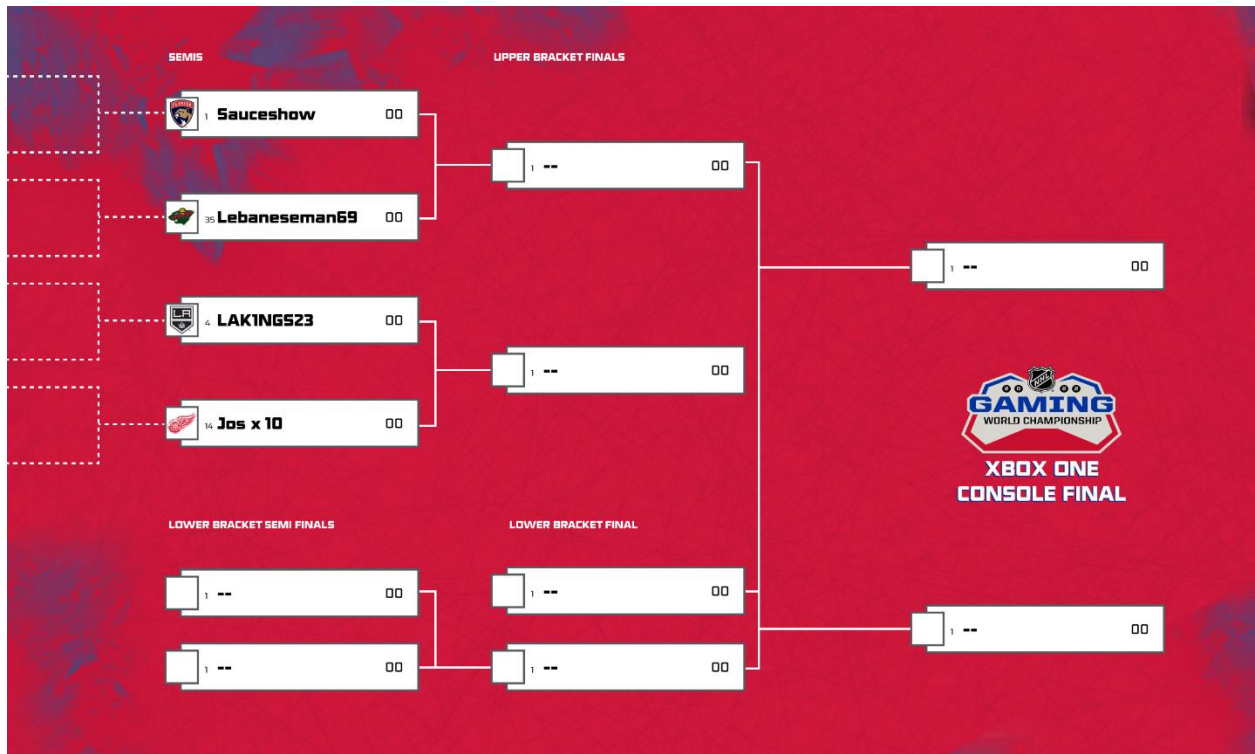 SEMIS
UPPER BRACKET FINALS
1 Sauceshow 00
1 -- 00
35 Lebaneseman69 00
1 -- 00
4 LAK1NGS23 00
1 -- 00
14 Jos x 10 00
NHL
GAMING
WORLD CHAMPIONSHIP
XBOX ONE
CONSOLE FINAL
LOWER BRACKET SEMI FINALS
LOWER BRACKET FINAL
1 -- 00
1 -- 00
1 -- 00
1 -- 00
1 -- 00